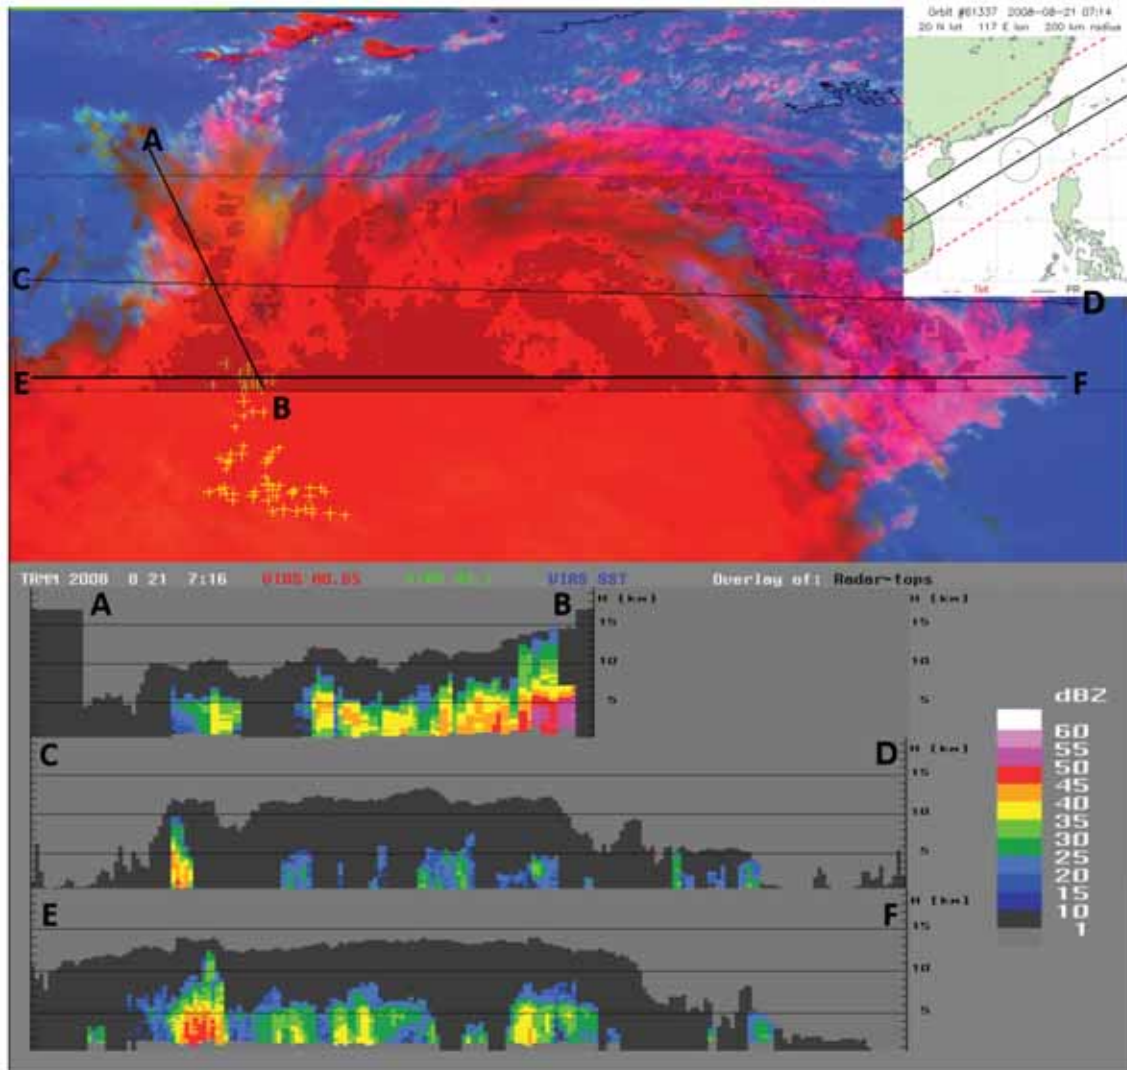 Orbit #61337 2008-08-21 07:14
20 N lat 117 E lon 200 km radius
A
C
TMI PR
D
E
F
B
TRMM 2008 8 21 7:16 VIRS SST Overlay of: Radar-tops
A B H [km] H [km]
15 15
10 10
5 5
dBZ
60
55
50
45
40
35
30
25
20
15
10
1
C D H [km]
15
10
5
E F H [km]
15
10
5